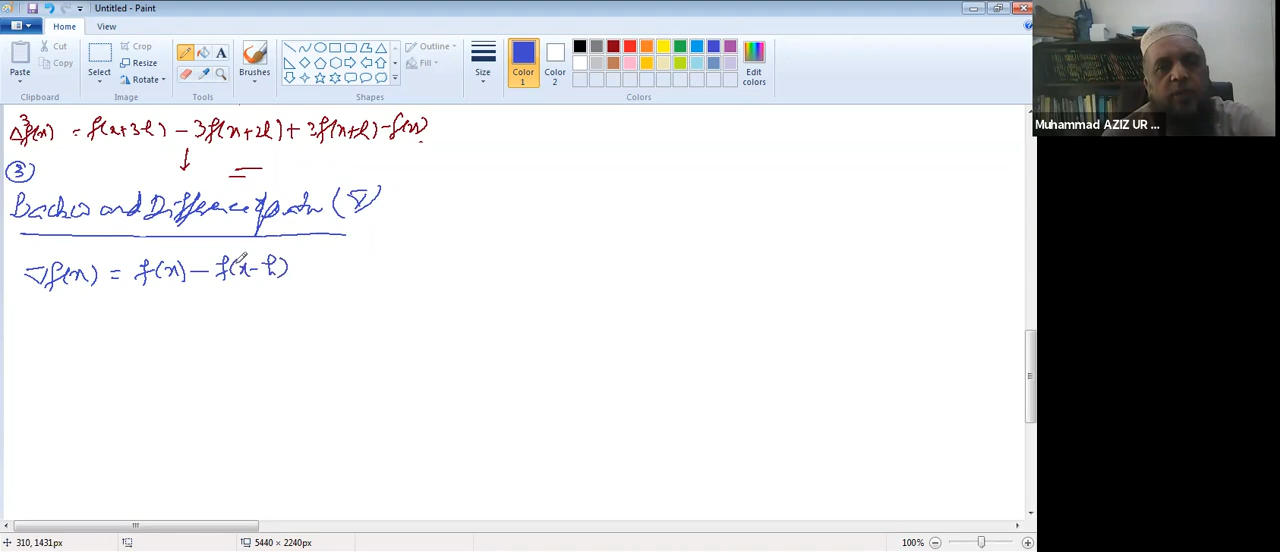 Untitled - Paint
Home View
Paste
Cut
Copy
Clipboard
Select
Crop
Resize
Rotate
Image
A
Tools
Brushes
Shapes
Outline
Fill
Size
Color 1
Color 2
Edit colors
Colors
Muhammad AZIZ UR ...
Δ³f(x) = f(x+3h) − 3f(x+2h) + 3f(x+h) − f(x)
③
Difference (∇)
∇f(x) = f(x) − f(x−h)
310, 1431px
5440 × 2240px
100%